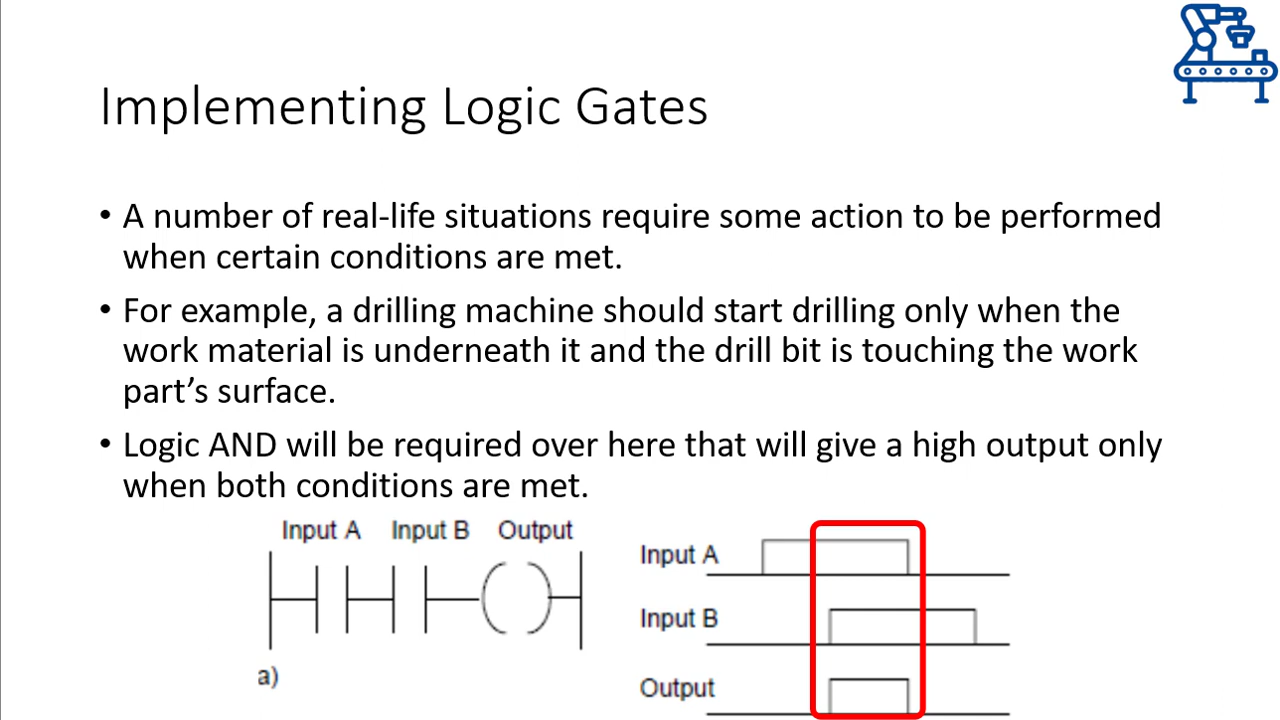 Implementing Logic Gates
• A number of real-life situations require some action to be performed
when certain conditions are met.
• For example, a drilling machine should start drilling only when the
work material is underneath it and the drill bit is touching the work
part’s surface.
• Logic AND will be required over here that will give a high output only
when both conditions are met.
Input A Input B Output
a)
Input A
Input B
Output